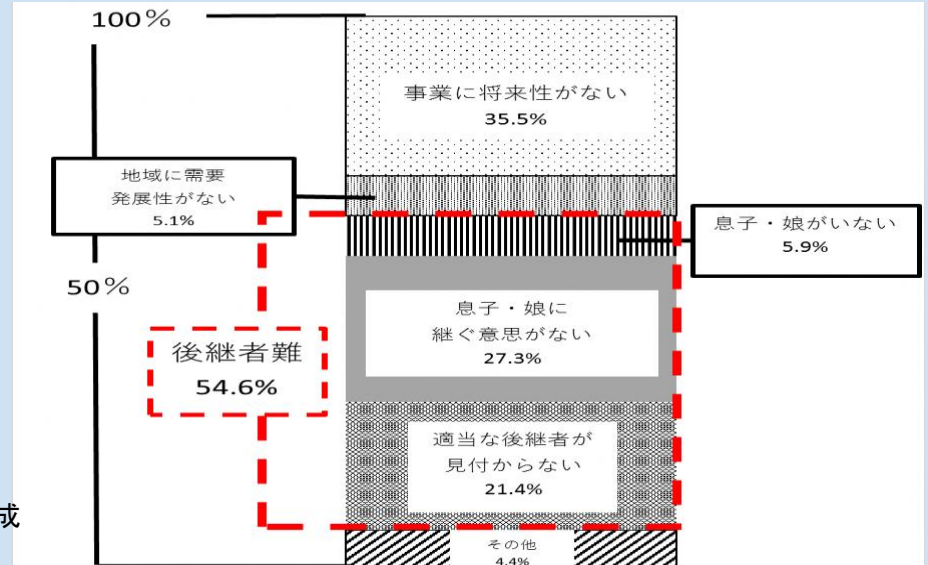 100%
事業に将来性がない
35.5%
地域に需要
発展性がない
5.1%
息子・娘がいない
5.9%
50%
息子・娘に
継ぐ意思がない
27.3%
後継者難
54.6%
適当な後継者が
見付からない
21.4%
成
その他
4.4%